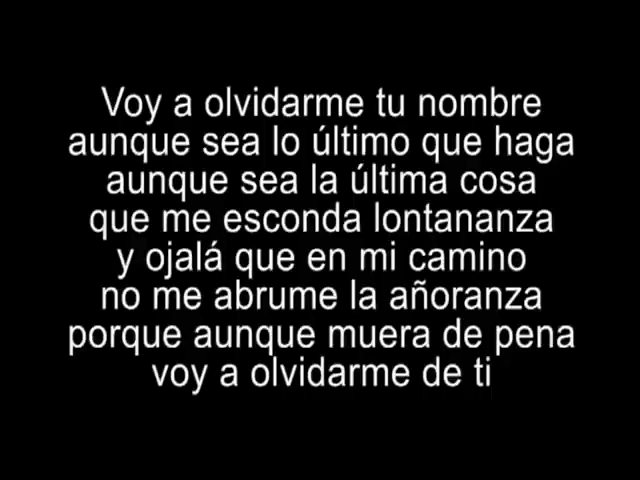 Voy a olvidarme tu nombre
aunque sea lo último que haga
aunque sea la última cosa
que me esconda lontananza
y ojalá que en mi camino
no me abrume la añoranza
porque aunque muera de pena
voy a olvidarme de ti